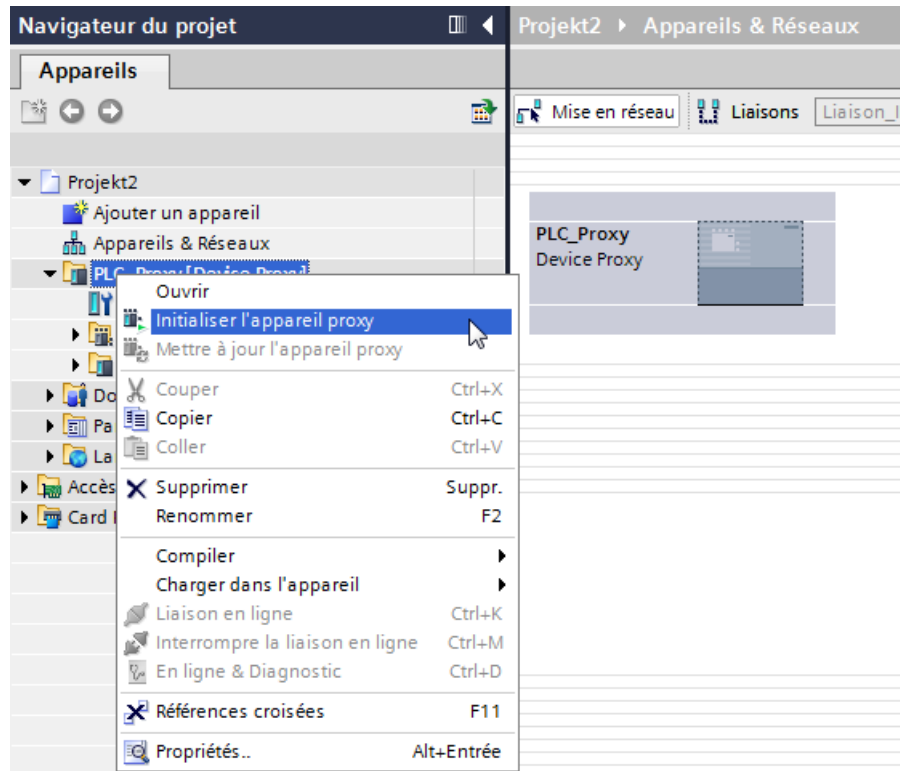 Navigateur du projet
Projekt2 ▸ Appareils & Réseaux
Appareils
Mise en réseau
Liaisons
Projekt2
Ajouter un appareil
Appareils & Réseaux
PLC_Proxy [Device Proxy]
PLC_Proxy
Device Proxy
Ouvrir
Initialiser l'appareil proxy
Mettre à jour l'appareil proxy
Do
Couper Ctrl+X
Pa
Copier Ctrl+C
La
Coller Ctrl+V
Accès
Supprimer Suppr.
Card
Renommer F2
Compiler
Charger dans l'appareil
Liaison en ligne Ctrl+K
Interrompre la liaison en ligne Ctrl+M
En ligne & Diagnostic Ctrl+D
Références croisées F11
Propriétés.. Alt+Entrée